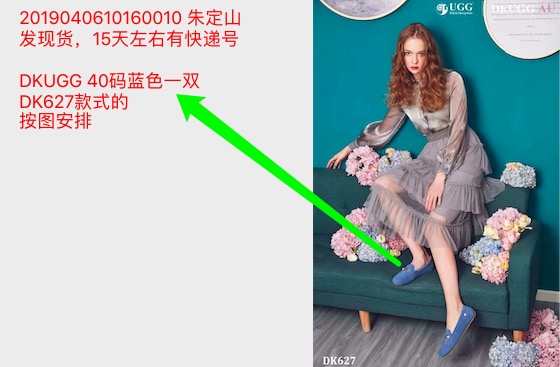 2019040610160010 朱定山
发现货，15天左右有快递号
DKUGG 40码蓝色一双
DK627款式的
按图安排
UGG
DKUGG AU
DK627